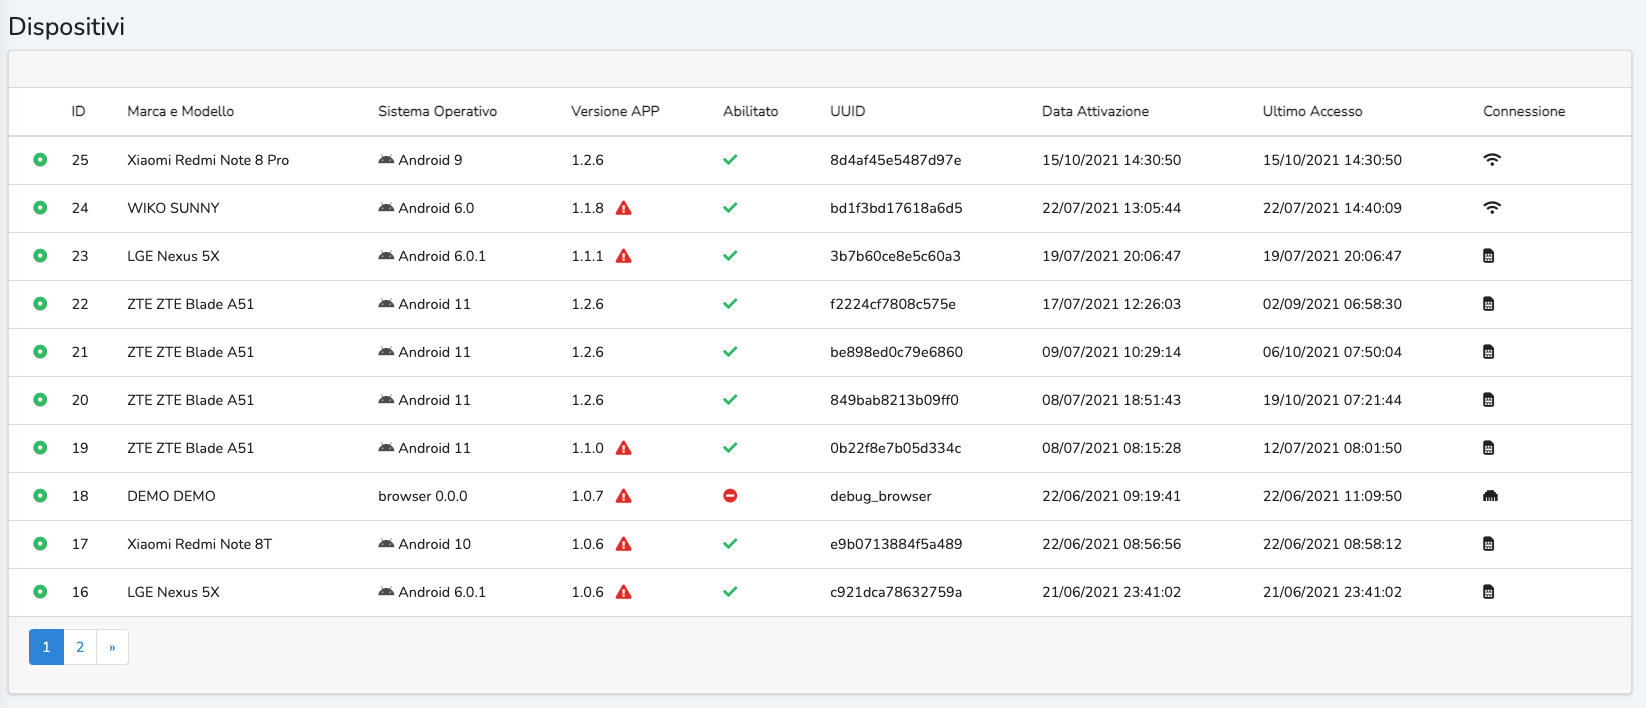 Dispositivi
ID Marca e Modello Sistema Operativo Versione APP Abilitato UUID Data Attivazione Ultimo Accesso Connessione
25 Xiaomi Redmi Note 8 Pro Android 9 1.2.6 8d4af45e5487d97e 15/10/2021 14:30:50 15/10/2021 14:30:50
24 WIKO SUNNY Android 6.0 1.1.8 bd1f3bd17618a6d5 22/07/2021 13:05:44 22/07/2021 14:40:09
23 LGE Nexus 5X Android 6.0.1 1.1.1 3b7b60ce8e5c60a3 19/07/2021 20:06:47 19/07/2021 20:06:47
22 ZTE ZTE Blade A51 Android 11 1.2.6 f2224cf7808c575e 17/07/2021 12:26:03 02/09/2021 06:58:30
21 ZTE ZTE Blade A51 Android 11 1.2.6 be898ed0c79e6860 09/07/2021 10:29:14 06/10/2021 07:50:04
20 ZTE ZTE Blade A51 Android 11 1.2.6 849bab8213b09ff0 08/07/2021 18:51:43 19/10/2021 07:21:44
19 ZTE ZTE Blade A51 Android 11 1.1.0 0b22f8e7b05d334c 08/07/2021 08:15:28 12/07/2021 08:01:50
18 DEMO DEMO browser 0.0.0 1.0.7 debug_browser 22/06/2021 09:19:41 22/06/2021 11:09:50
17 Xiaomi Redmi Note 8T Android 10 1.0.6 e9b0713884f5a489 22/06/2021 08:56:56 22/06/2021 08:58:12
16 LGE Nexus 5X Android 6.0.1 1.0.6 c921dca78632759a 21/06/2021 23:41:02 21/06/2021 23:41:02
1 2 »